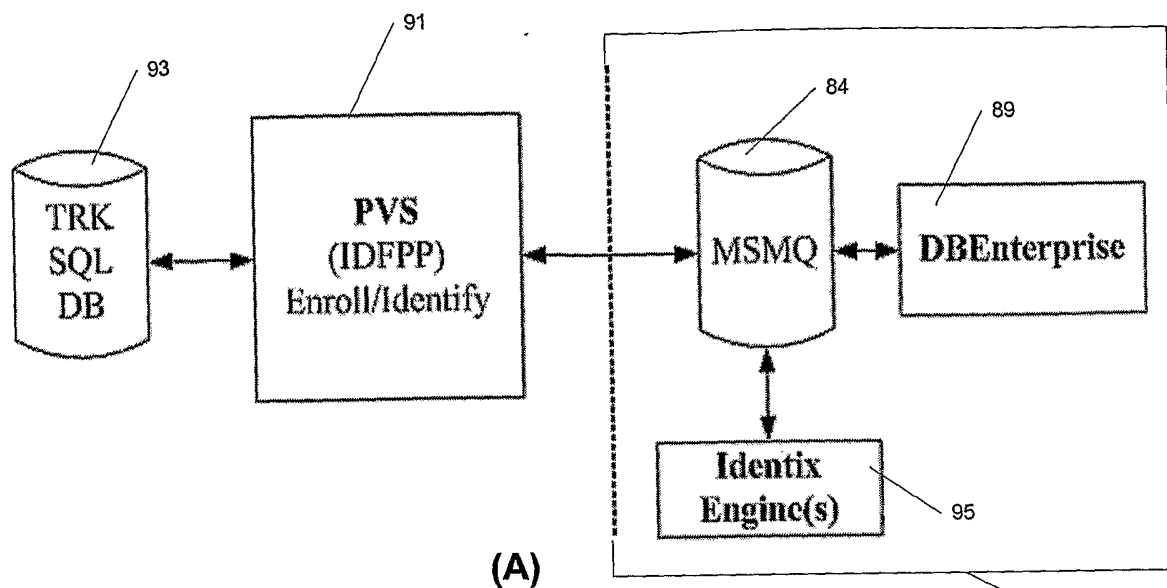 91
93
84
89
TRK
SQL
DB
PVS
(IDFPP)
Enroll/Identify
MSMQ
DBEnterprise
Identix
Engine(s)
95
(A)